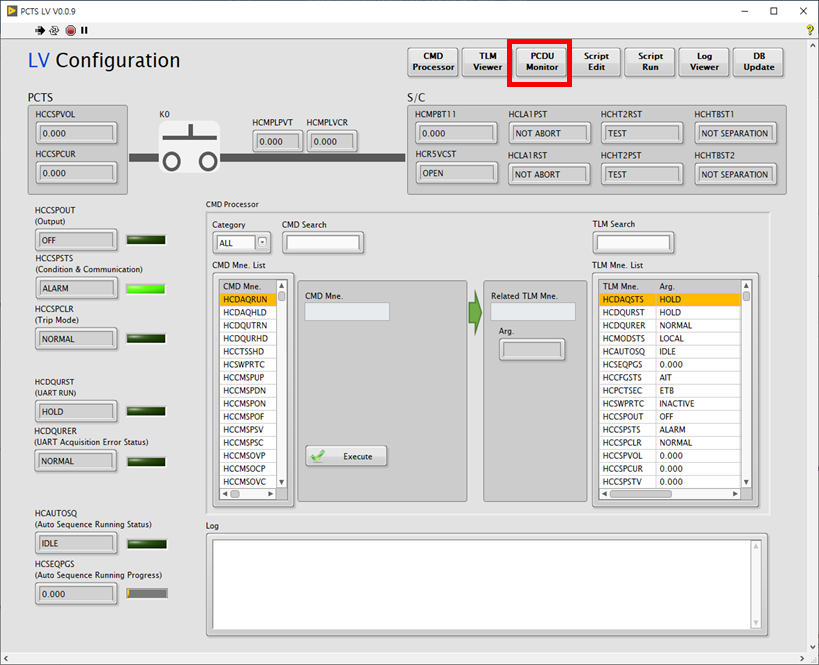 PCTS LV V0.0.9
LV Configuration
CMD Processor
TLM Viewer
PCDU Monitor
Script Edit
Script Run
Log Viewer
DB Update
PCTS
HCCSPVOL
0.000
HCCSPCUR
0.000
K0
HCMPLPVT
0.000
HCMPLVCR
0.000
S/C
HCMPBT11
0.000
HCR5VCST
OPEN
HCLA1PST
NOT ABORT
HCLA1RST
NOT ABORT
HCHT2RST
TEST
HCHT2PST
TEST
HCHTBST1
NOT SEPARATION
HCHTBST2
NOT SEPARATION
HCCSPOUT
(Output)
OFF
HCCSPSTS
(Condition & Communication)
ALARM
HCCSPCLR
(Trip Mode)
NORMAL
HCDQURST
(UART RUN)
HOLD
HCDQURER
(UART Acquisition Error Status)
NORMAL
HCAUTOSQ
(Auto Sequence Running Status)
IDLE
HCSEQPGS
(Auto Sequence Running Progress)
0.000
CMD Processor
Category
ALL
CMD Search
TLM Search
CMD Mne. List
CMD Mne.
HCDAQRUN
HCDAQHLD
HCDQUTRN
HCDQURHD
HCCTSSHD
HCSWPRTC
HCCMSPUP
HCCMSPDN
HCCMSPON
HCCMSPOF
HCCMSPSV
HCCMSPSC
HCCMSOVP
HCCMSOCP
HCCMSOVC
CMD Mne.
Execute
Related TLM Mne.
Arg.
TLM Mne. List
TLM Mne. Arg.
HCDAQSTS HOLD
HCDQURST HOLD
HCDQURER NORMAL
HCMODSTS LOCAL
HCAUTOSQ IDLE
HCSEQPGS 0.000
HCCFGSTS AIT
HCPCTSEC ETB
HCSWPRTC INACTIVE
HCCSPOUT OFF
HCCSPSTS ALARM
HCCSPCLR NORMAL
HCCSPVOL 0.000
HCCSPCUR 0.000
HCCSPSTV 0.000
Log